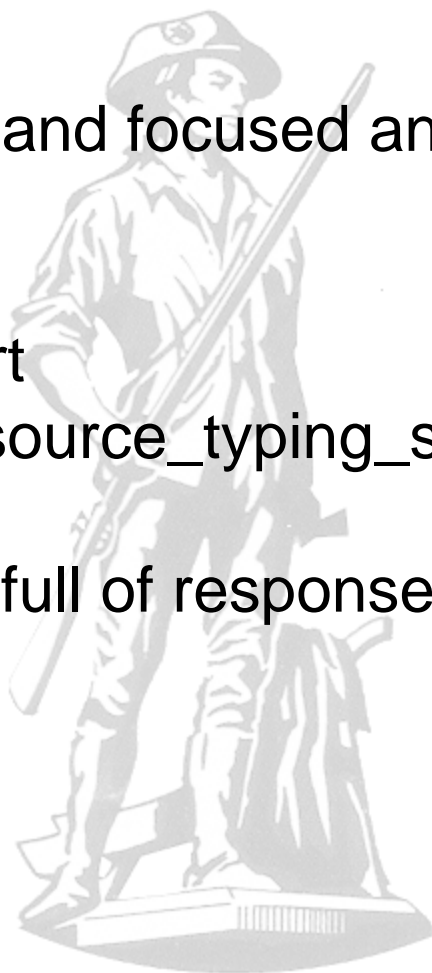 and focused an
rt
source_typing_s
full of response